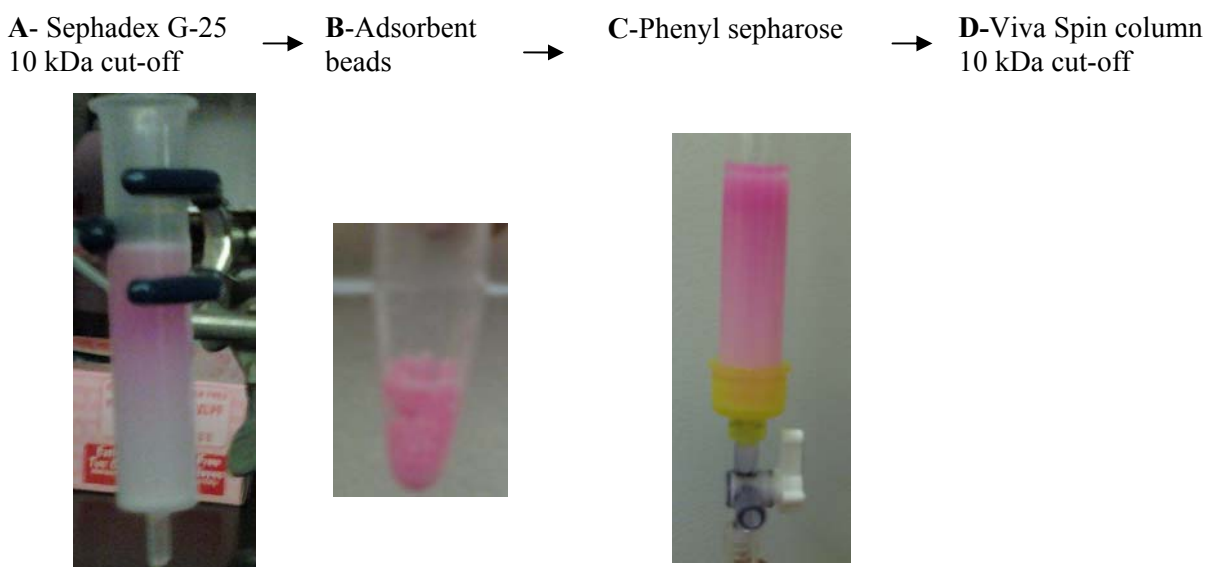 A- Sephadex G-25
10 kDa cut-off
B-Adsorbent
beads
C-Phenyl sepharose
D-Viva Spin column
10 kDa cut-off